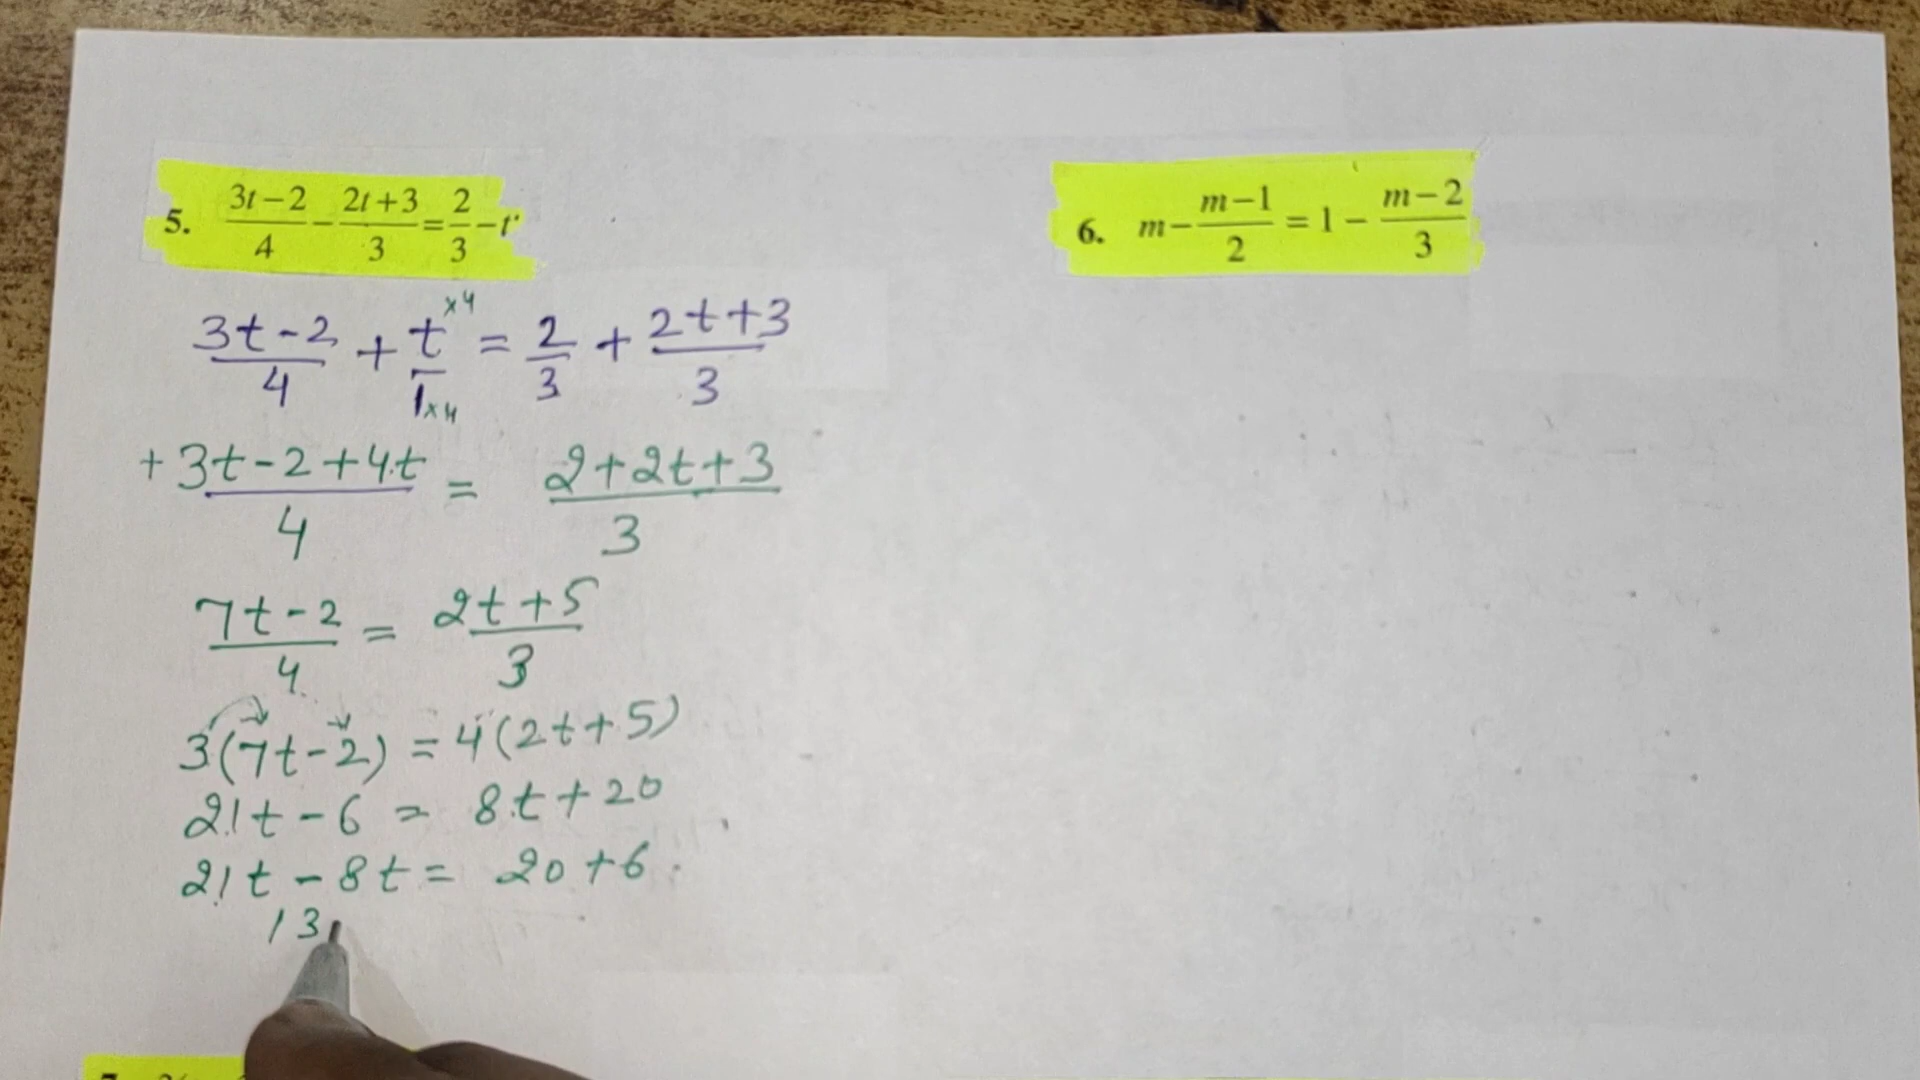 5. (3t-2)/4 - (2t+3)/3 = 2/3 - t
(3t-2)/4 + t×4/1×4 = 2/3 + (2t+3)/3
+ (3t-2+4t)/4 = (2+2t+3)/3
(7t-2)/4 = (2t+5)/3
3(7t-2) = 4(2t+5)
21t-6 = 8t+20
21t-8t = 20+6
13
6. m - (m-1)/2 = 1 - (m-2)/3